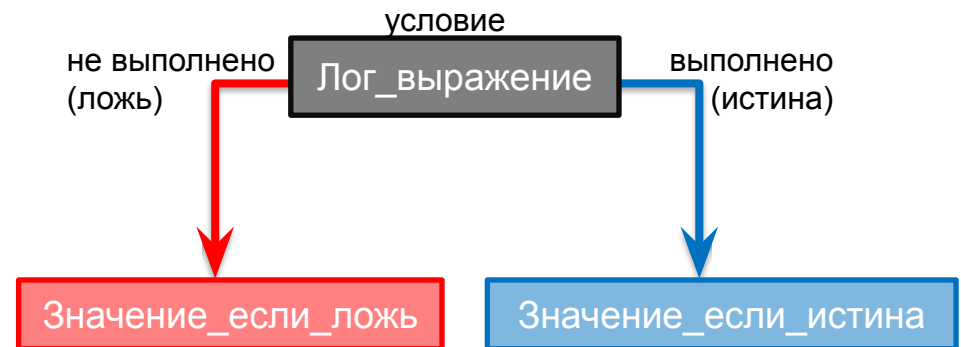 условие
не выполнено
(ложь)
Лог_выражение
выполнено
(истина)
Значение_если_ложь
Значение_если_истина